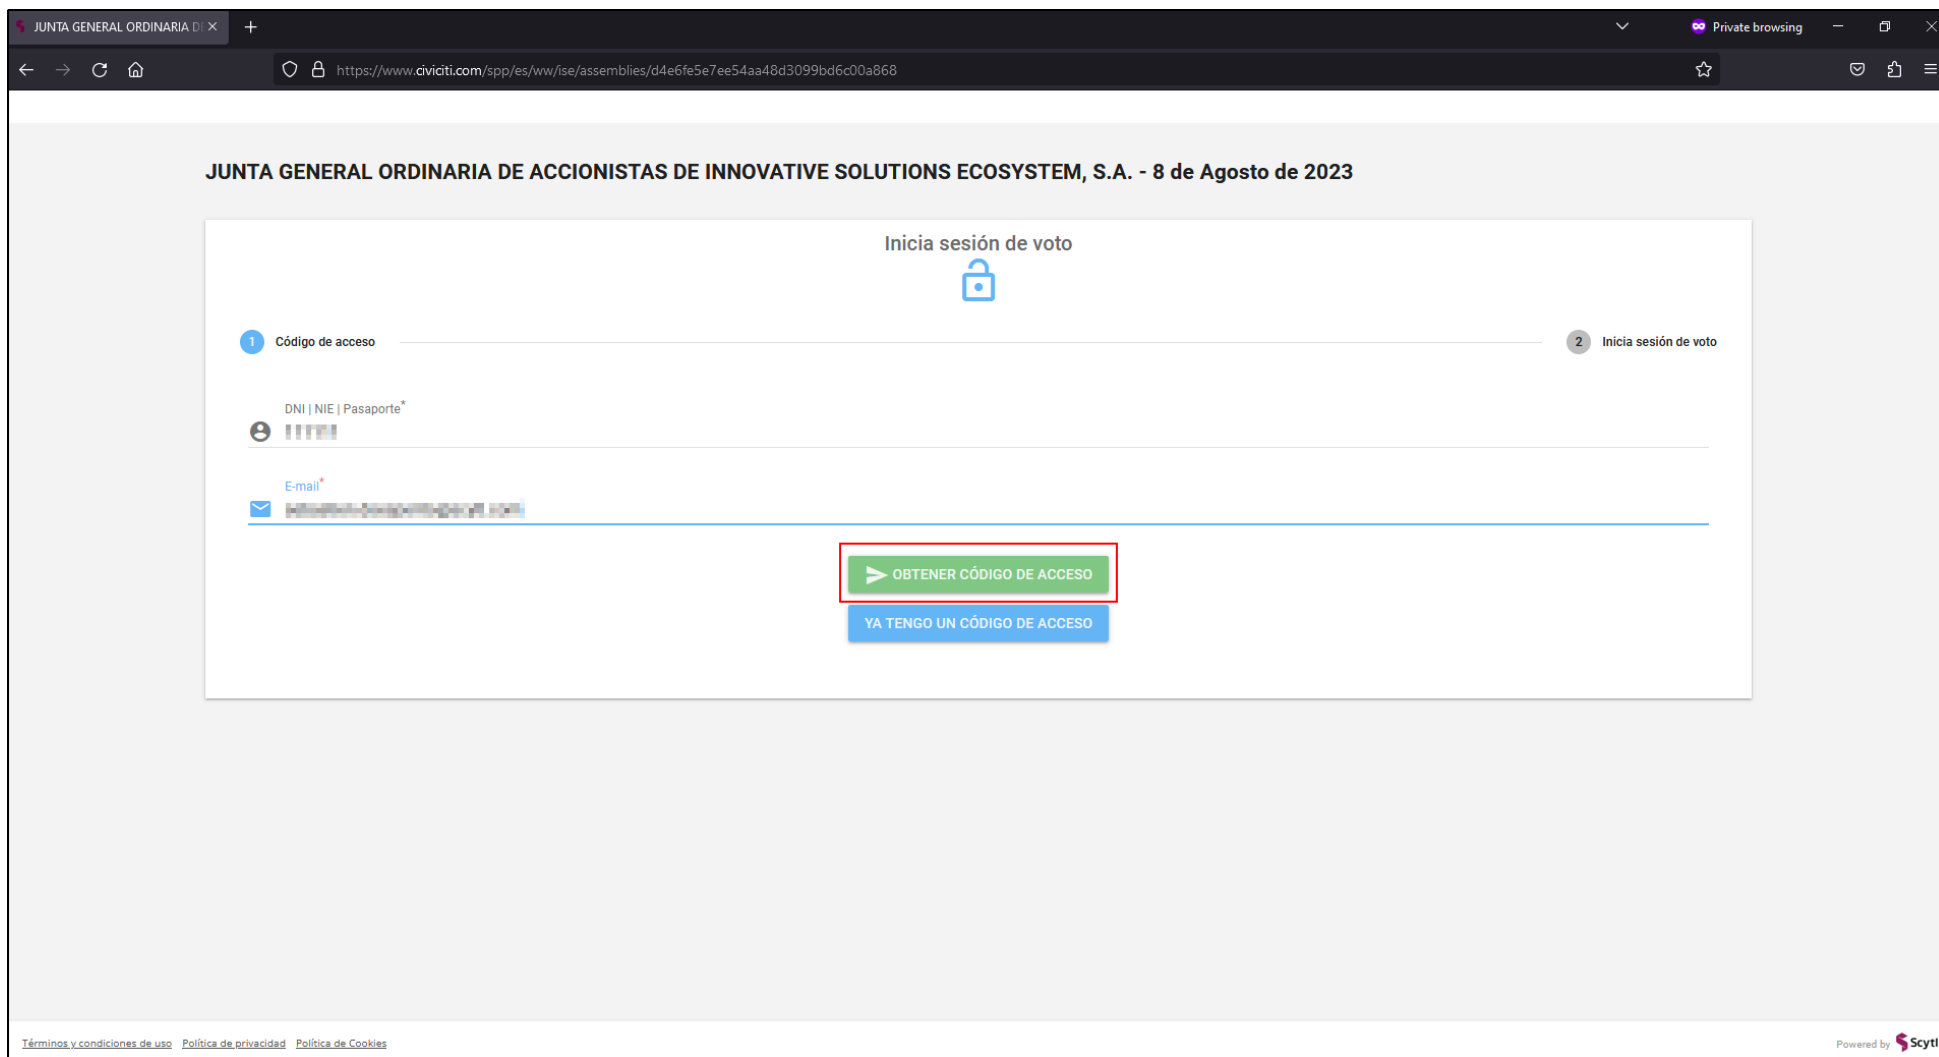 JUNTA GENERAL ORDINARIA DE
Private browsing
https://www.civiciti.com/spp/es/ww/ise/assemblies/d4e6fe5e7ee54aa48d3099bd6c00a868
JUNTA GENERAL ORDINARIA DE ACCIONISTAS DE INNOVATIVE SOLUTIONS ECOSYSTEM, S.A. - 8 de Agosto de 2023
Inicia sesión de voto
1 Código de acceso
2 Inicia sesión de voto
DNI | NIE | Pasaporte*
E-mail*
OBTENER CÓDIGO DE ACCESO
YA TENGO UN CÓDIGO DE ACCESO
Términos y condiciones de uso Política de privacidad Política de Cookies
Powered by Scytl